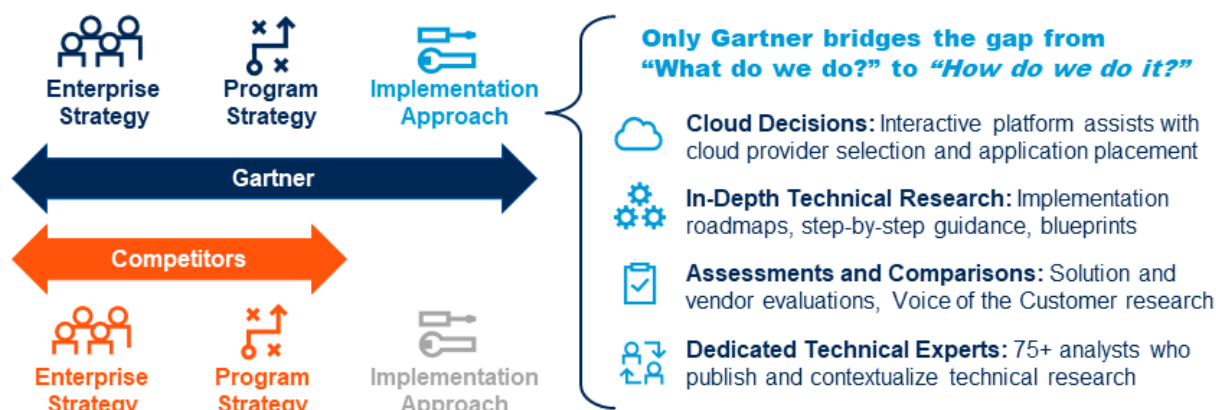 Enterprise
Strategy
Program
Strategy
Implementation
Approach
Gartner
Competitors
Enterprise
Strategy
Program
Strategy
Implementation
Approach
Only Gartner bridges the gap from
“What do we do?” to “How do we do it?”
Cloud Decisions: Interactive platform assists with
cloud provider selection and application placement
In-Depth Technical Research: Implementation
roadmaps, step-by-step guidance, blueprints
Assessments and Comparisons: Solution and
vendor evaluations, Voice of the Customer research
Dedicated Technical Experts: 75+ analysts who
publish and contextualize technical research